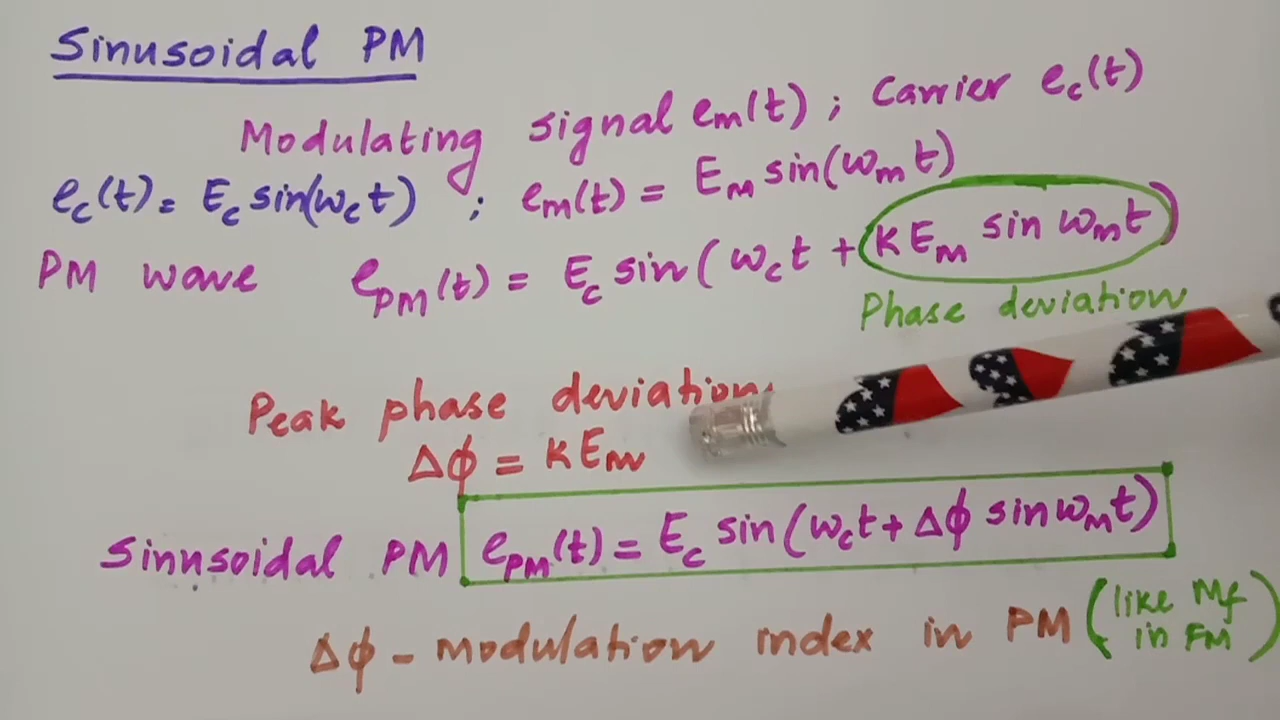 Sinusoidal PM
Modulating signal em(t) ; Carrier ec(t)
ec(t) = Ec sin(ωct) ; em(t) = EM sin(ωmt)
PM wave ePM(t) = Ec sin(ωct + KEm sin ωmt)
Phase deviation
Peak phase deviation
Δϕ = KEm
Sinusoidal PM ePM(t) = Ec sin(ωct + Δϕ sin ωmt)
Δϕ - modulation index in PM (like Mf in FM)